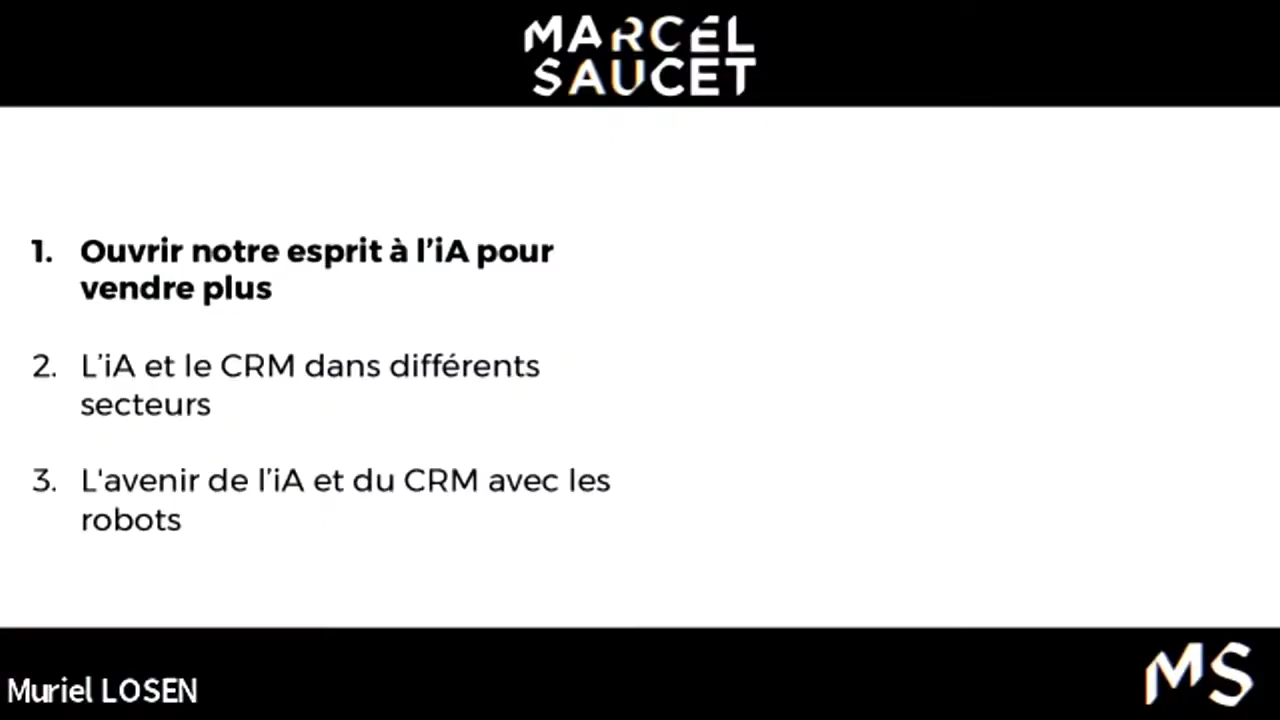 MARCEL
SAUCET
1. Ouvrir notre esprit à l’iA pour
vendre plus
2. L’iA et le CRM dans différents
secteurs
3. L'avenir de l’iA et du CRM avec les
robots
MS
Muriel LOSEN